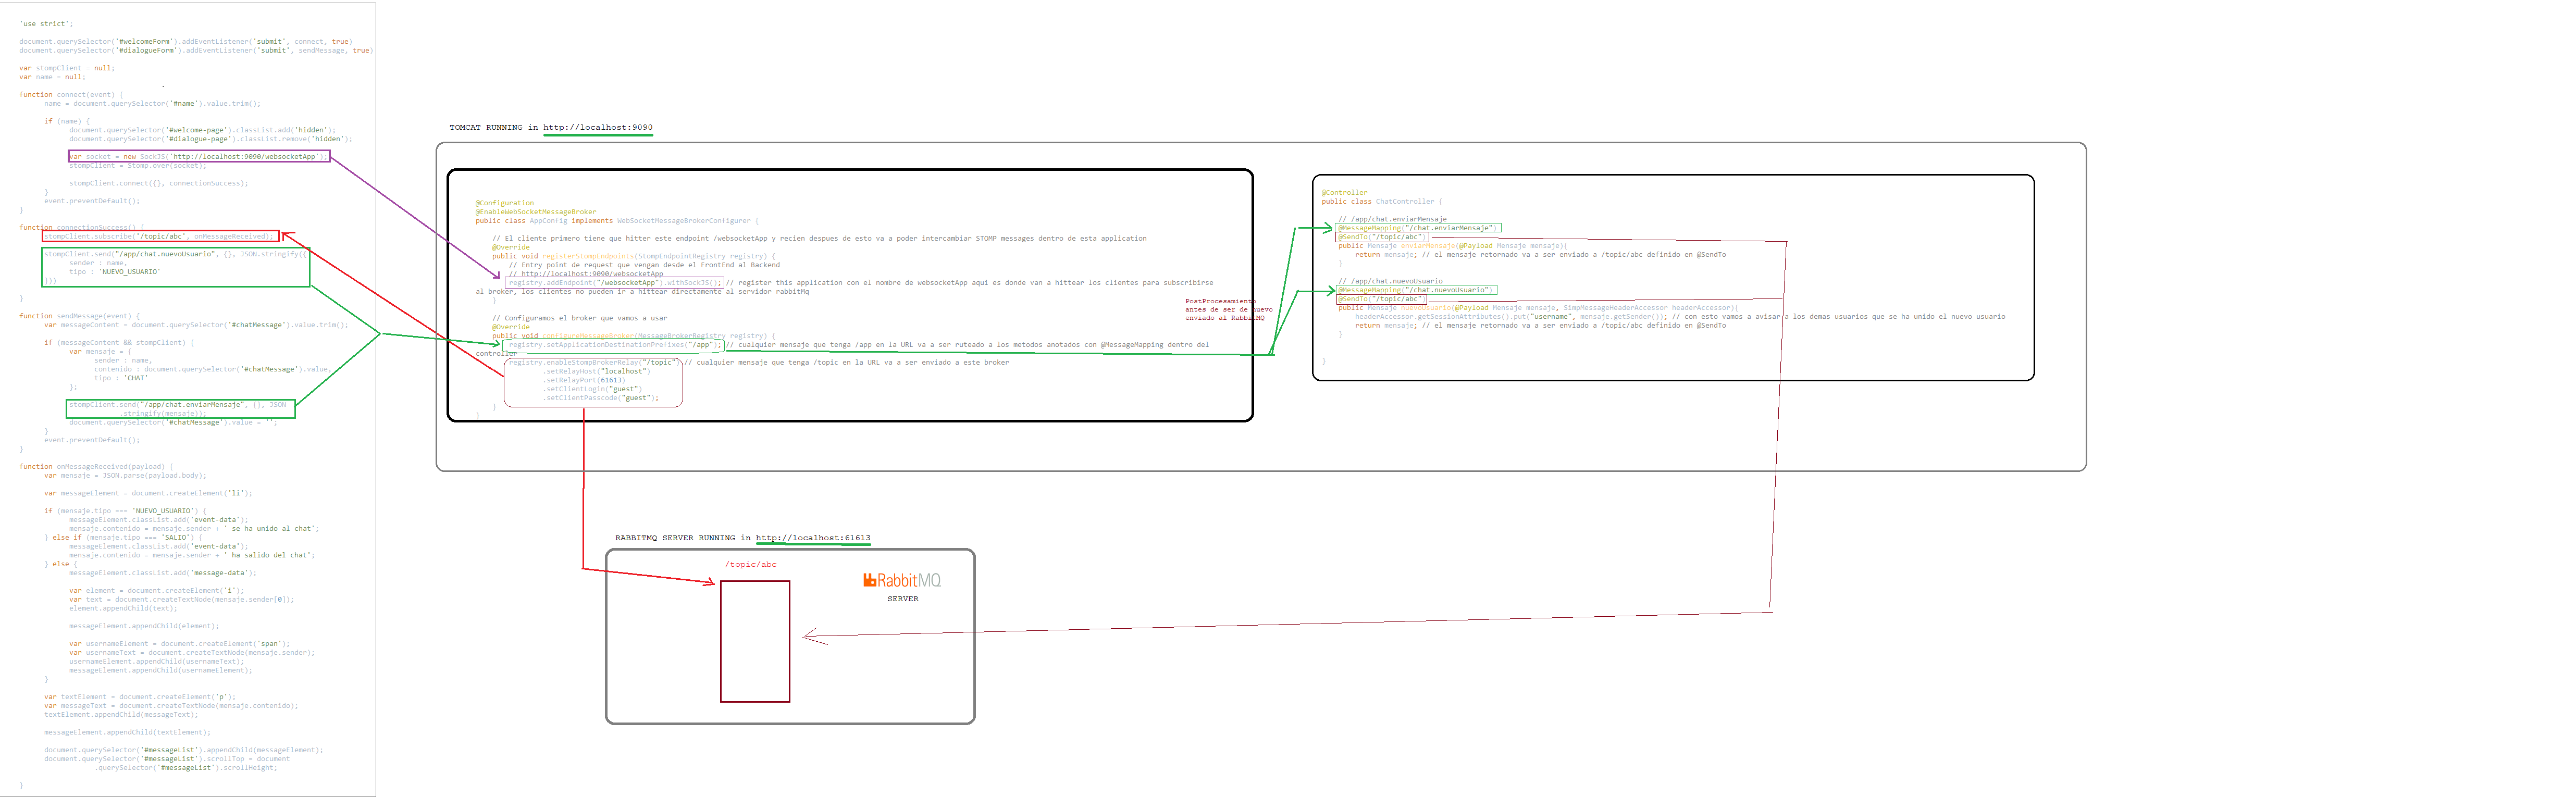 'use strict';
document.querySelector('#welcomeForm').addEventListener('submit', connect, true)
document.querySelector('#dialogueForm').addEventListener('submit', sendMessage, true)
var stompClient = null;
var name = null;
function connect(event) {
name = document.querySelector('#name').value.trim();
if (name) {
document.querySelector('#welcome-page').classList.add('hidden');
document.querySelector('#dialogue-page').classList.remove('hidden');
var socket = new SockJS('http://localhost:9090/websocketApp');
stompClient = Stomp.over(socket);
stompClient.connect({}, connectionSuccess);
}
event.preventDefault();
}
function connectionSuccess() {
stompClient.subscribe('/topic/abc', onMessageReceived);
stompClient.send("/app/chat.nuevoUsuario", {}, JSON.stringify({
sender : name,
tipo : 'NUEVO_USUARIO'
}))
}
function sendMessage(event) {
var messageContent = document.querySelector('#chatMessage').value.trim();
if (messageContent && stompClient) {
var mensaje = {
sender : name,
contenido : document.querySelector('#chatMessage').value,
tipo : 'CHAT'
};
stompClient.send("/app/chat.enviarMensaje", {}, JSON
.stringify(mensaje));
document.querySelector('#chatMessage').value = '';
}
event.preventDefault();
}
function onMessageReceived(payload) {
var mensaje = JSON.parse(payload.body);
var messageElement = document.createElement('li');
if (mensaje.tipo === 'NUEVO_USUARIO') {
messageElement.classList.add('event-data');
mensaje.contenido = mensaje.sender + ' se ha unido al chat';
} else if (mensaje.tipo === 'SALIO') {
messageElement.classList.add('event-data');
mensaje.contenido = mensaje.sender + ' ha salido del chat';
} else {
messageElement.classList.add('message-data');
var element = document.createElement('i');
var text = document.createTextNode(mensaje.sender[0]);
element.appendChild(text);
messageElement.appendChild(element);
var usernameElement = document.createElement('span');
var usernameText = document.createTextNode(mensaje.sender);
usernameElement.appendChild(usernameText);
messageElement.appendChild(usernameElement);
}
var textElement = document.createElement('p');
var messageText = document.createTextNode(mensaje.contenido);
textElement.appendChild(messageText);
messageElement.appendChild(textElement);
document.querySelector('#messageList').appendChild(messageElement);
document.querySelector('#messageList').scrollTop = document
.querySelector('#messageList').scrollHeight;
}
TOMCAT RUNNING in http://localhost:9090
@Configuration
@EnableWebSocketMessageBroker
public class AppConfig implements WebSocketMessageBrokerConfigurer {
// El cliente primero tiene que hitter este endpoint /websocketApp y recien despues de esto va a poder intercambiar STOMP messages dentro de esta application
@Override
public void registerStompEndpoints(StompEndpointRegistry registry) {
// Entry point de request que vengan desde el FrontEnd al Backend
// http://localhost:9090/websocketApp
registry.addEndpoint("/websocketApp").withSockJS(); // register this application con el nombre de websocketApp aqui es donde van a hittear los clientes para subscribirse
al broker, los clientes no pueden ir a hittear directamente al servidor rabbitMq
}
// Configuramos el broker que vamos a usar
@Override
public void configureMessageBroker(MessageBrokerRegistry registry) {
registry.setApplicationDestinationPrefixes("/app"); // cualquier mensaje que tenga /app en la URL va a ser ruteado a los metodos anotados con @MessageMapping dentro del
controller
registry.enableStompBrokerRelay("/topic") // cualquier mensaje que tenga /topic en la URL va a ser enviado a este broker
.setRelayHost("localhost")
.setRelayPort(61613)
.setClientLogin("guest")
.setClientPasscode("guest");
}
}
PostProcesamiento
antes de ser de nuevo
enviado al RabbitMQ
@Controller
public class ChatController {
// /app/chat.enviarMensaje
@MessageMapping("/chat.enviarMensaje")
@SendTo("/topic/abc")
public Mensaje enviarMensaje(@Payload Mensaje mensaje){
return mensaje; // el mensaje retornado va a ser enviado a /topic/abc definido en @SendTo
}
// /app/chat.nuevoUsuario
@MessageMapping("/chat.nuevoUsuario")
@SendTo("/topic/abc")
public Mensaje nuevoUsuario(@Payload Mensaje mensaje, SimpMessageHeaderAccessor headerAccessor){
headerAccessor.getSessionAttributes().put("username", mensaje.getSender()); // con esto vamos a avisar a los demas usuarios que se ha unido el nuevo usuario
return mensaje; // el mensaje retornado va a ser enviado a /topic/abc definido en @SendTo
}
}
RABBITMQ SERVER RUNNING in http://localhost:61613
/topic/abc
RabbitMQ
SERVER